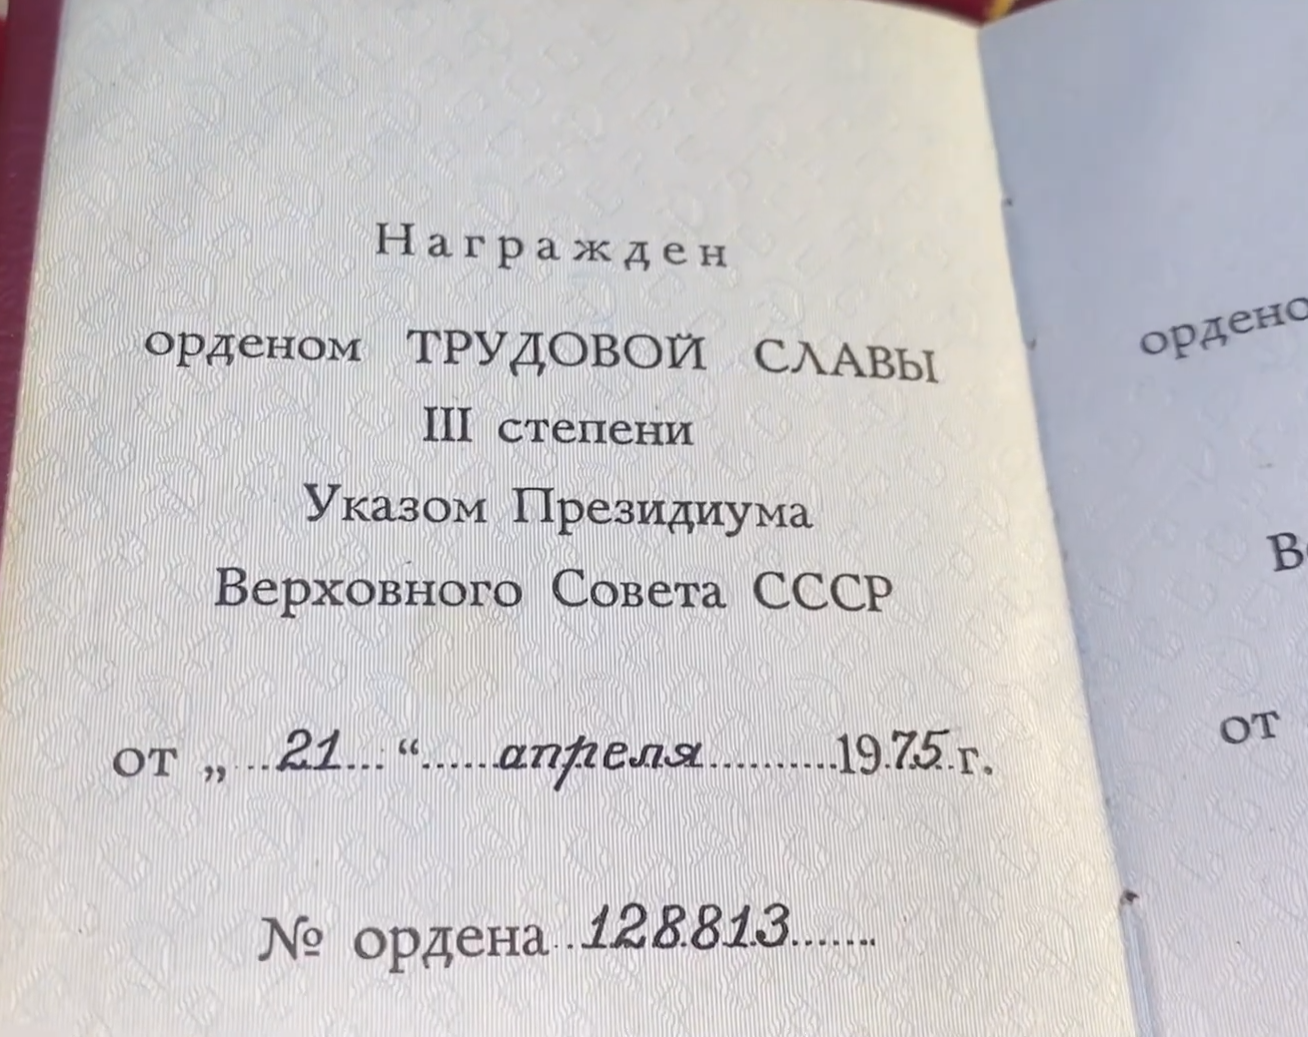 Награжден
орденом ТРУДОВОЙ СЛАВЫ
III степени
Указом Президиума
Верховного Совета СССР
от „...21...“.....апреля..........1975.г.
№ ордена..128813.......
от